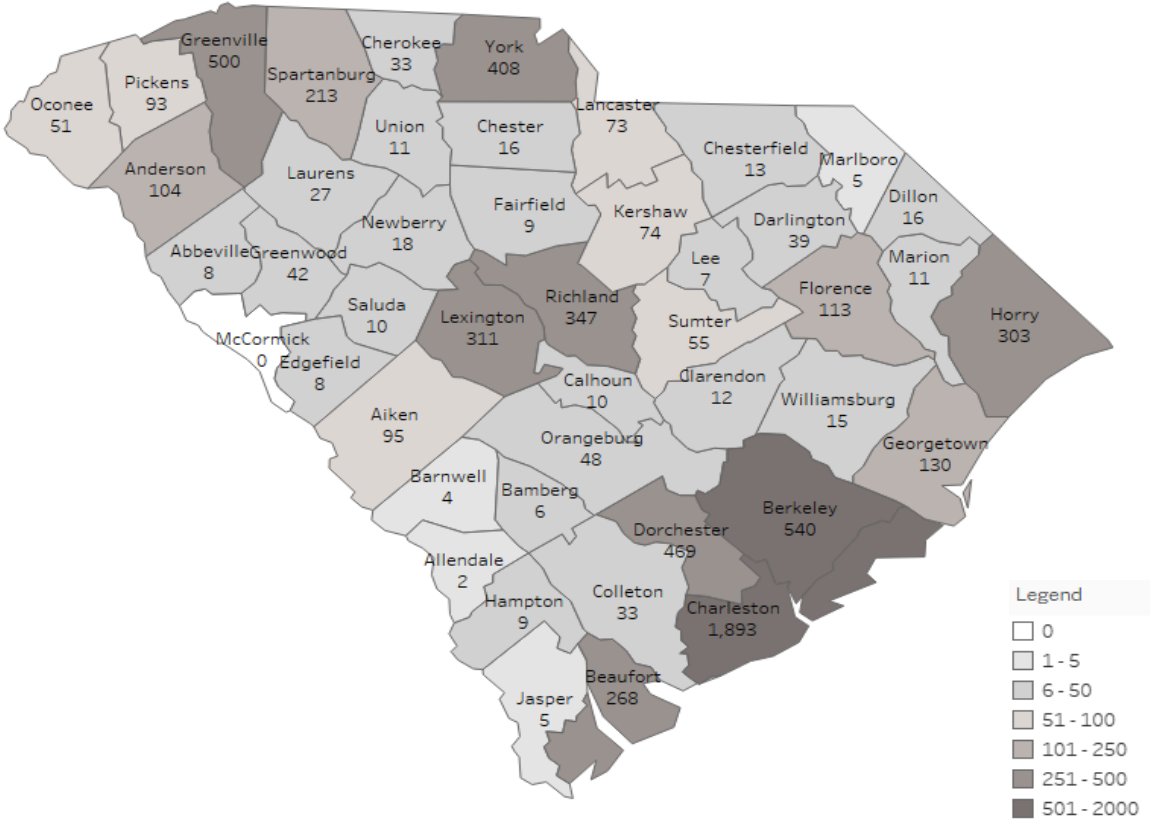 Greenville
500
Cherokee
33
York
408
Spartanburg
213
Pickens
93
Oconee
51
Lancaster
73
Union
11
Chester
16
Chesterfield
13
Marlboro
5
Anderson
104
Laurens
27
Dillon
16
Fairfield
9
Kershaw
74
Darlington
39
Newberry
18
Abbeville
8
Greenwood
42
Lee
7
Marion
11
Saluda
10
Lexington
311
Richland
347
Florence
113
Sumter
55
Horry
303
McCormick
0
Edgefield
8
Calhoun
10
Clarendon
12
Williamsburg
15
Aiken
95
Orangeburg
48
Georgetown
130
Barnwell
4
Bamberg
6
Berkeley
540
Dorchester
469
Allendale
2
Hampton
9
Colleton
33
Charleston
1,893
Beaufort
268
Jasper
5
Legend
0
1 - 5
6 - 50
51 - 100
101 - 250
251 - 500
501 - 2000